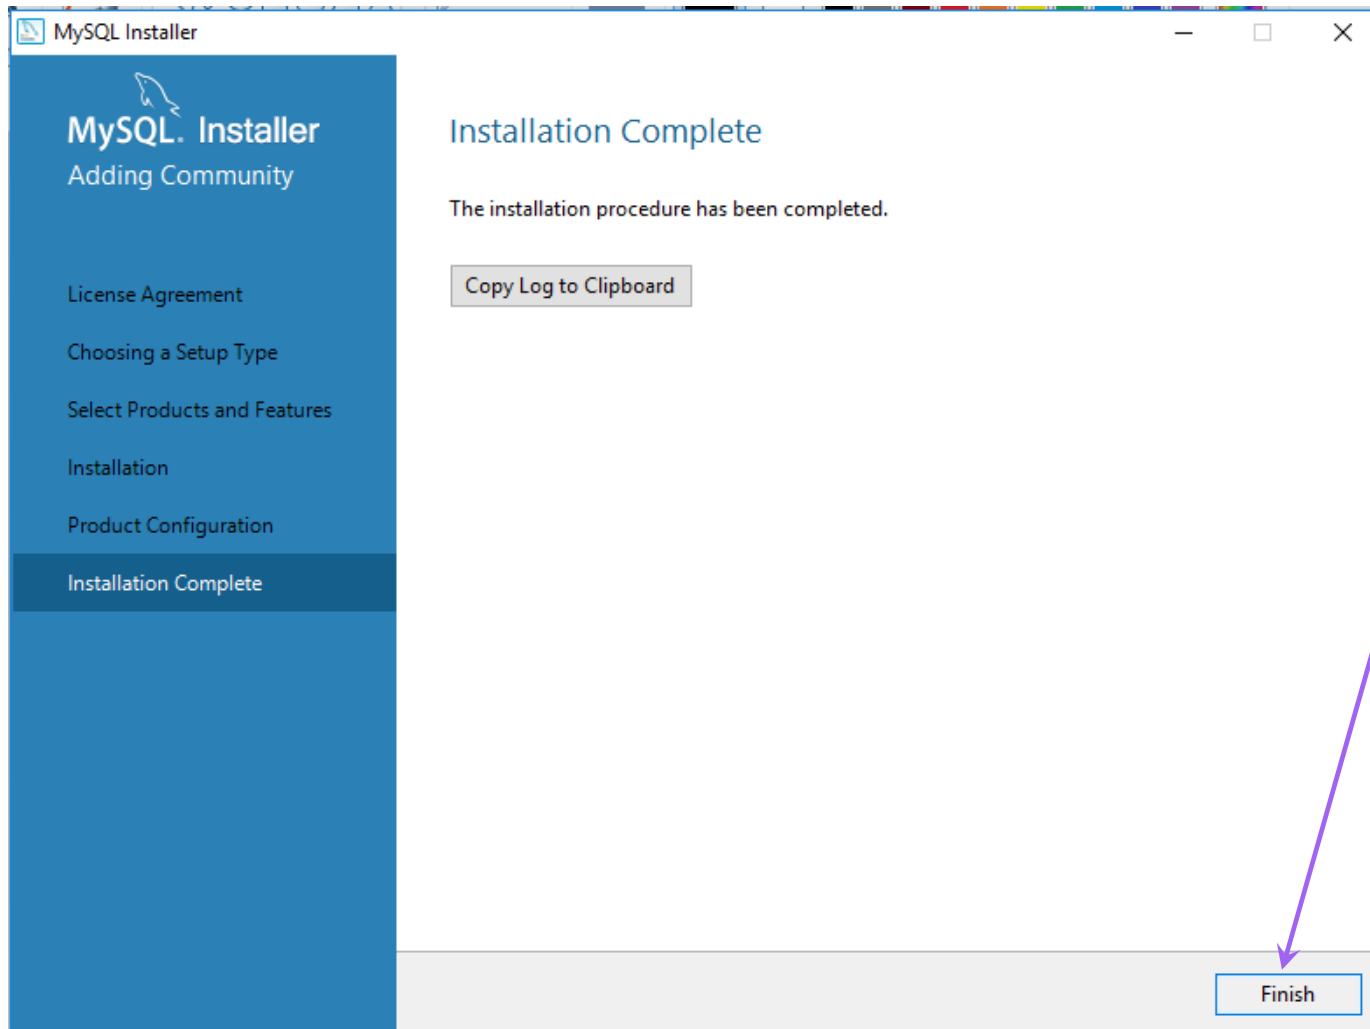 MySQL Installer
MySQL. Installer
Adding Community
License Agreement
Choosing a Setup Type
Select Products and Features
Installation
Product Configuration
Installation Complete
Installation Complete
The installation procedure has been completed.
Copy Log to Clipboard
Finish